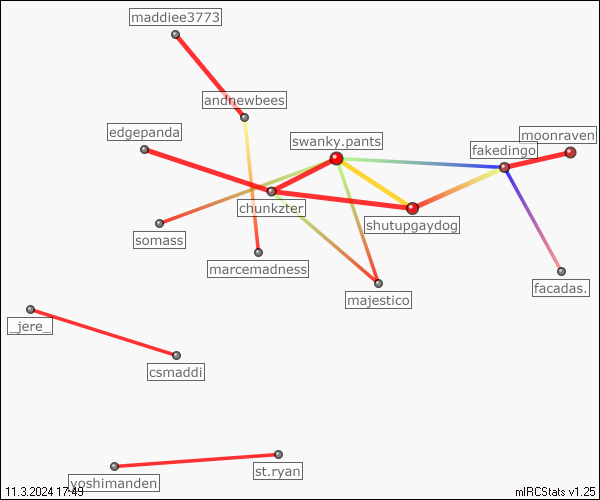 maddiee3773
andnewbees
edgepanda
swanky.pants
moonraven
fakedingo
chunkzter
shutupgaydog
somass
marcemadness
facadas.
majestico
_jere_
csmaddi
st.ryan
yoshimanden
11.3.2024 17:49
mIRCStats v1.25